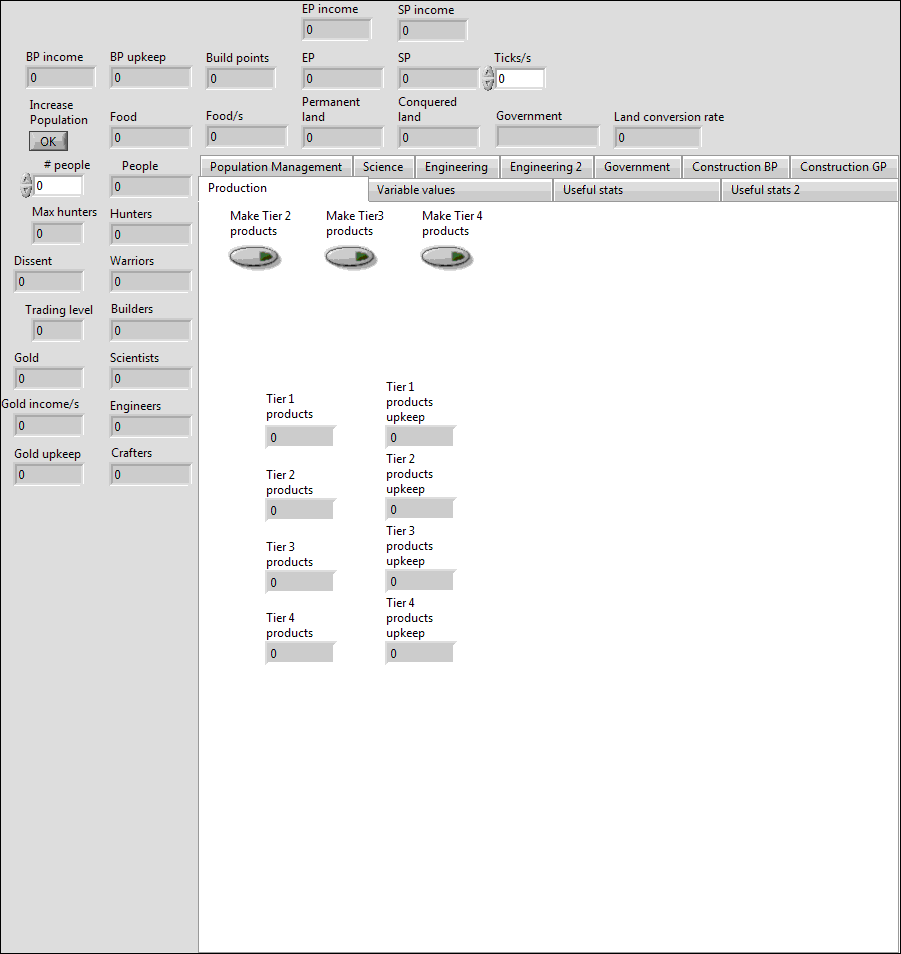 EP income SP income
0 0
BP income BP upkeep Build points EP SP Ticks/s
0 0 0 0 0 0
Increase
Population
OK
Food
0
Food/s
0
Permanent
land
0
Conquered
land
0
Government
Land conversion rate
0
# people
0
People
0
Max hunters
0
Hunters
0
Dissent
0
Warriors
0
Trading level
0
Builders
0
Gold
0
Scientists
0
Gold income/s
0
Engineers
0
Gold upkeep
0
Crafters
0
Population Management Science Engineering Engineering 2 Government Construction BP Construction GP
Production Variable values Useful stats Useful stats 2
Make Tier 2
products
Make Tier3
products
Make Tier 4
products
Tier 1
products
0
Tier 1
products
upkeep
0
Tier 2
products
0
Tier 2
products
upkeep
0
Tier 3
products
0
Tier 3
products
upkeep
0
Tier 4
products
0
Tier 4
products
upkeep
0